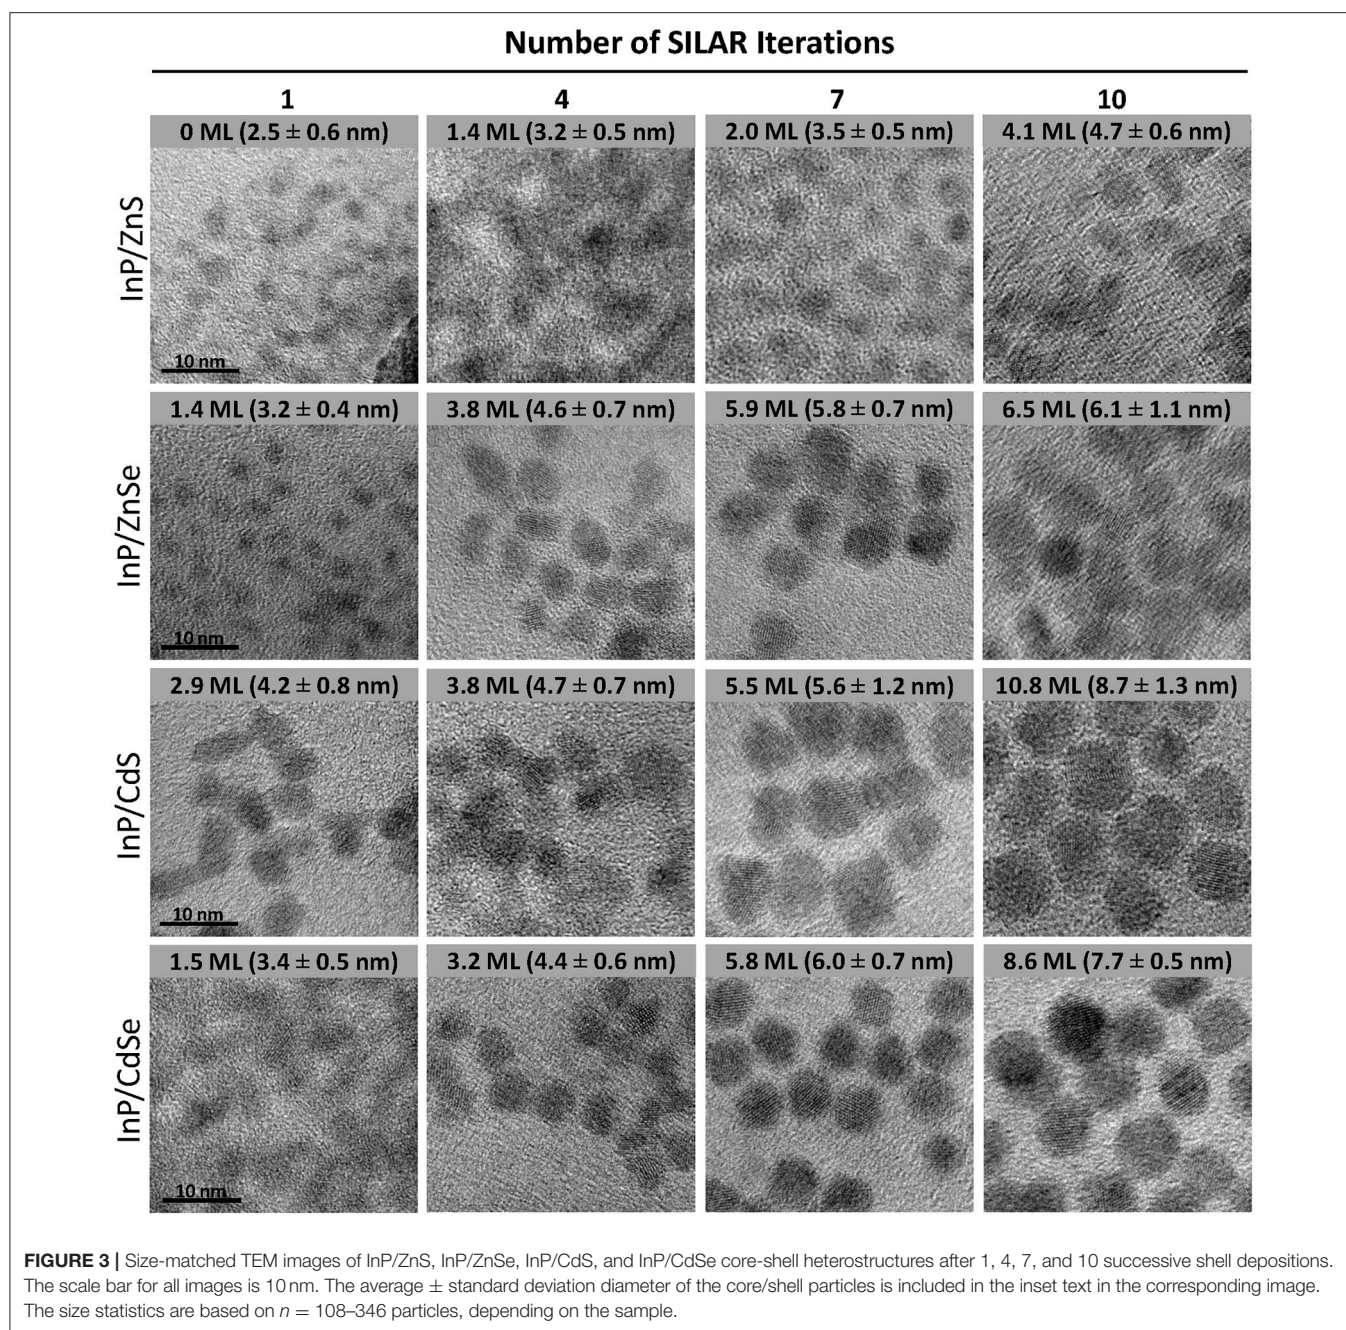 Number of SILAR Iterations
1 4 7 10
InP/ZnS
0 ML (2.5 ± 0.6 nm) 1.4 ML (3.2 ± 0.5 nm) 2.0 ML (3.5 ± 0.5 nm) 4.1 ML (4.7 ± 0.6 nm)
10 nm
InP/ZnSe
1.4 ML (3.2 ± 0.4 nm) 3.8 ML (4.6 ± 0.7 nm) 5.9 ML (5.8 ± 0.7 nm) 6.5 ML (6.1 ± 1.1 nm)
10 nm
InP/CdS
2.9 ML (4.2 ± 0.8 nm) 3.8 ML (4.7 ± 0.7 nm) 5.5 ML (5.6 ± 1.2 nm) 10.8 ML (8.7 ± 1.3 nm)
10 nm
InP/CdSe
1.5 ML (3.4 ± 0.5 nm) 3.2 ML (4.4 ± 0.6 nm) 5.8 ML (6.0 ± 0.7 nm) 8.6 ML (7.7 ± 0.5 nm)
10 nm
FIGURE 3 | Size-matched TEM images of InP/ZnS, InP/ZnSe, InP/CdS, and InP/CdSe core-shell heterostructures after 1, 4, 7, and 10 successive shell depositions.
The scale bar for all images is 10 nm. The average ± standard deviation diameter of the core/shell particles is included in the inset text in the corresponding image.
The size statistics are based on n = 108–346 particles, depending on the sample.